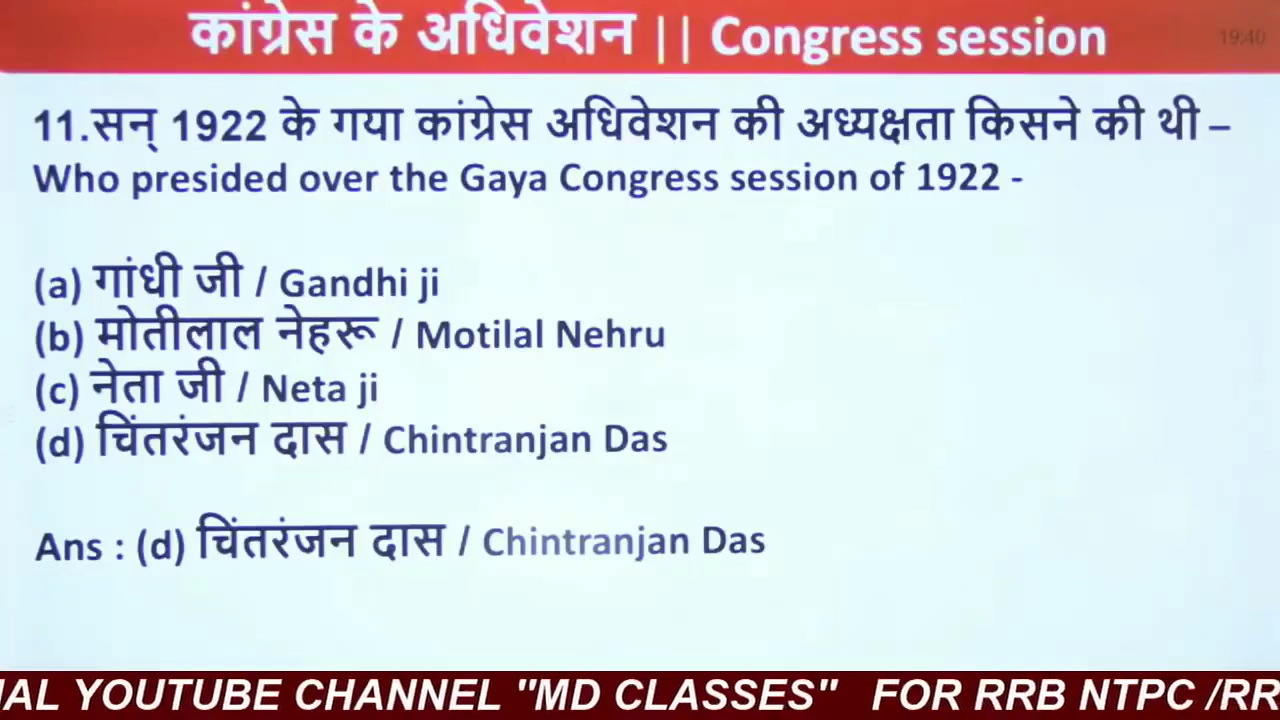 कांग्रेस के अधिवेशन || Congress session
19:40
11.सन् 1922 के गया कांग्रेस अधिवेशन की अध्यक्षता किसने की थी –
Who presided over the Gaya Congress session of 1922 -
(a) गांधी जी / Gandhi ji
(b) मोतीलाल नेहरू / Motilal Nehru
(c) नेता जी / Neta ji
(d) चिंतरंजन दास / Chintranjan Das
Ans : (d) चिंतरंजन दास / Chintranjan Das
IAL YOUTUBE CHANNEL "MD CLASSES" FOR RRB NTPC /RR